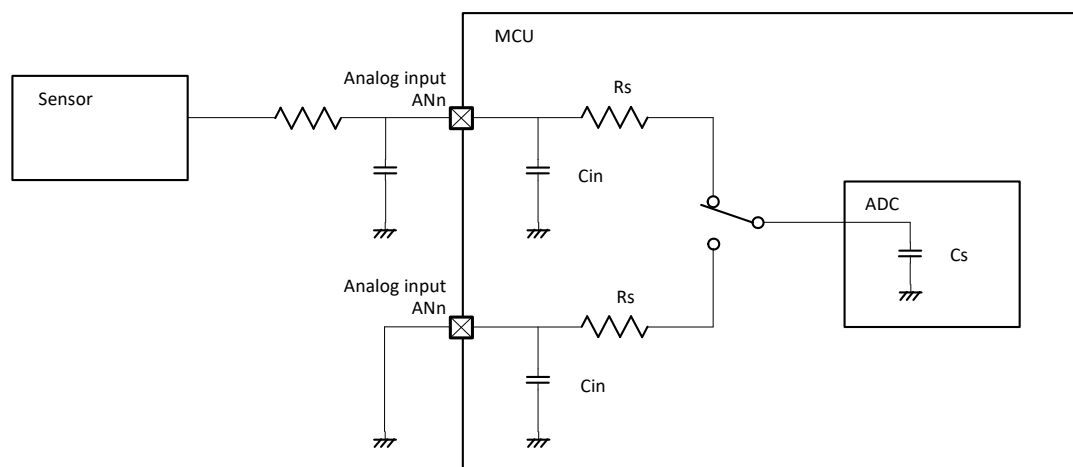 MCU
Sensor
Analog input
ANn
Rs
Cin
ADC
Cs
Analog input
ANn
Rs
Cin